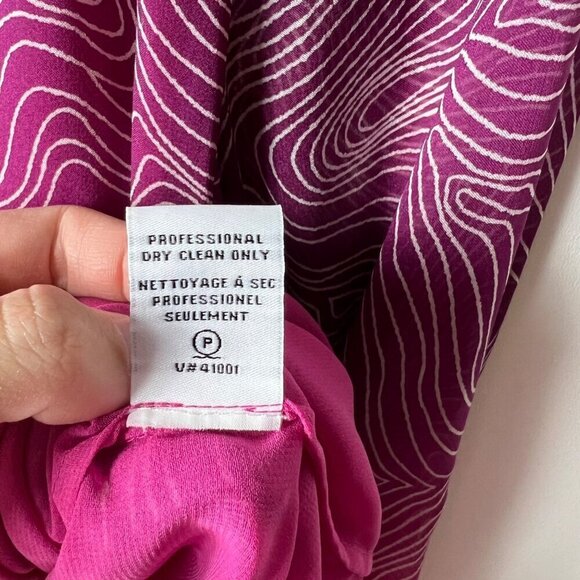 PROFESSIONAL
DRY CLEAN ONLY
NETTOYAGE Á SEC
PROFESSIONEL
SEULEMENT
P
V#41001